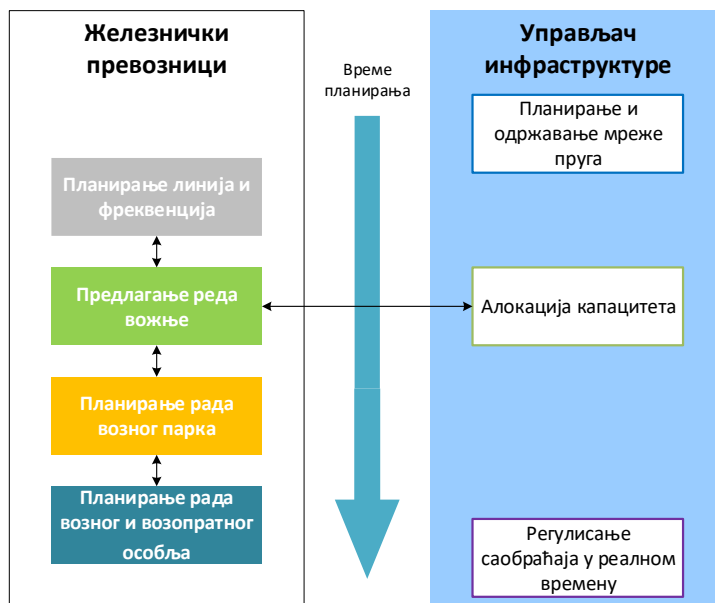 Железнички
превозници
Планирање линија и
фреквенција
Предлагање реда
вожње
Планирање рада
возног парка
Планирање рада
возног и возопратног
особља
Време
планирања
Управљач
инфраструктуре
Планирање и
одржавање мреже
пруга
Алокација капацитета
Регулисање
саобраћаја у реалном
времену